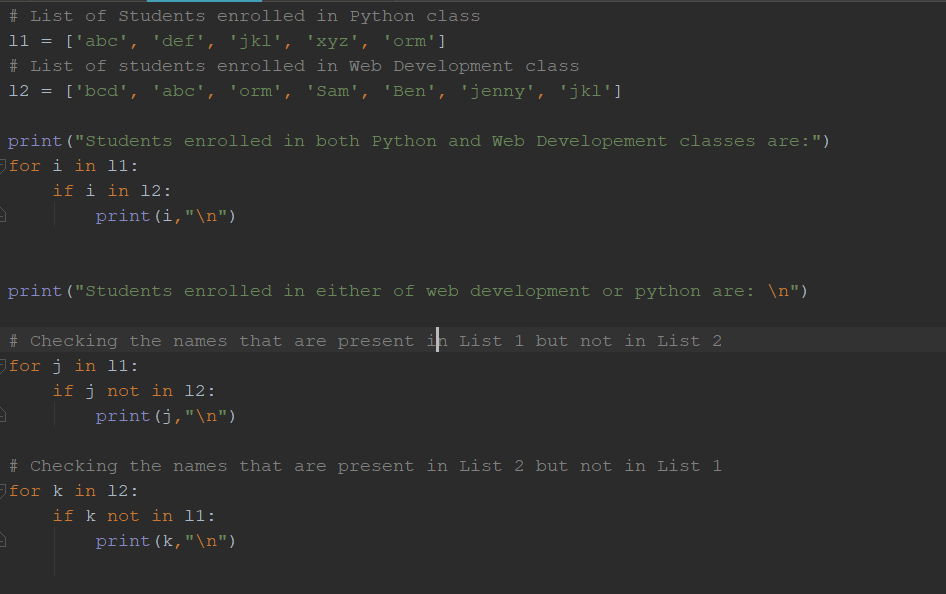 # List of Students enrolled in Python class
l1 = ['abc', 'def', 'jkl', 'xyz', 'orm']
# List of students enrolled in Web Development class
l2 = ['bcd', 'abc', 'orm', 'Sam', 'Ben', 'jenny', 'jkl']
print("Students enrolled in both Python and Web Developement classes are:")
for i in l1:
    if i in l2:
        print(i,"\n")
print("Students enrolled in either of web development or python are: \n")
# Checking the names that are present in List 1 but not in List 2
for j in l1:
    if j not in l2:
        print(j,"\n")
# Checking the names that are present in List 2 but not in List 1
for k in l2:
    if k not in l1:
        print(k,"\n")